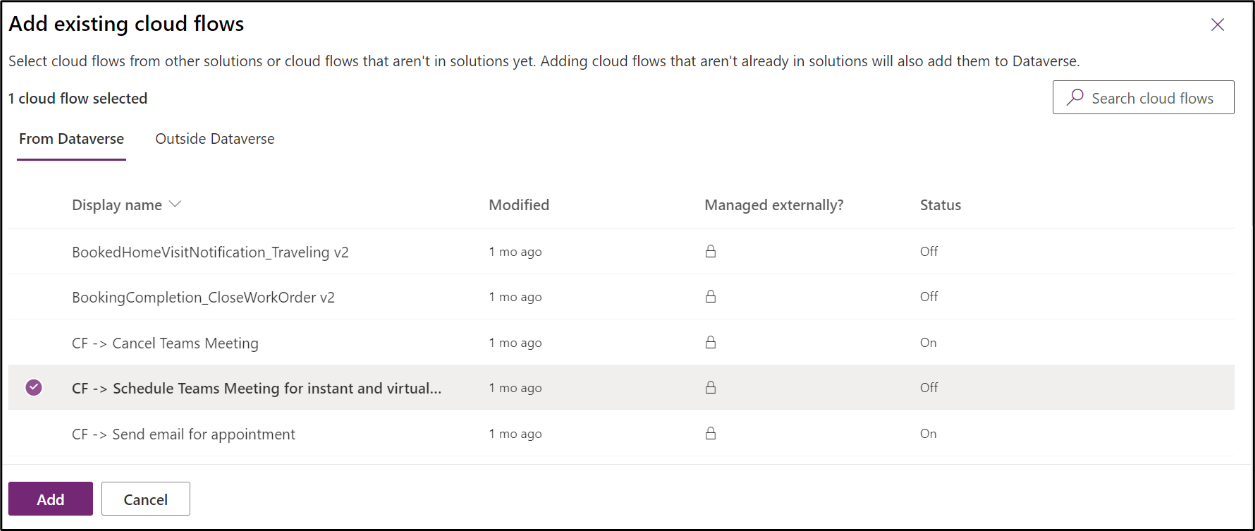 Add existing cloud flows
Select cloud flows from other solutions or cloud flows that aren't in solutions yet. Adding cloud flows that aren't already in solutions will also add them to Dataverse.
1 cloud flow selected
Search cloud flows
From Dataverse Outside Dataverse
Display name Modified Managed externally? Status
BookedHomeVisitNotification_Traveling v2 1 mo ago Off
BookingCompletion_CloseWorkOrder v2 1 mo ago Off
CF -> Cancel Teams Meeting 1 mo ago On
CF -> Schedule Teams Meeting for instant and virtual... 1 mo ago Off
CF -> Send email for appointment 1 mo ago On
Add Cancel